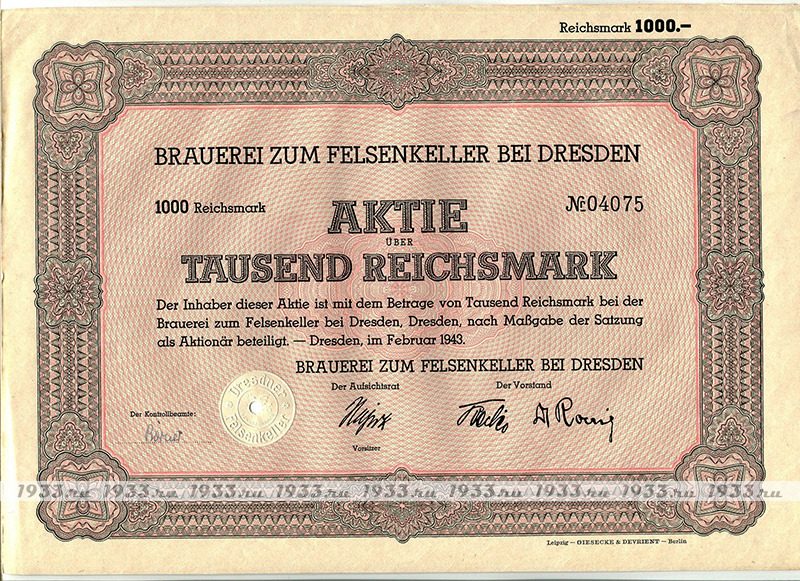 Reichsmark 1000.–
BRAUEREI ZUM FELSENKELLER BEI DRESDEN
1000 Reichsmark
AKTIE
№ 04075
ÜBER
TAUSEND REICHSMARK
Der Inhaber dieser Aktie ist mit dem Betrage von Tausend Reichsmark bei der
Brauerei zum Felsenkeller bei Dresden, Dresden, nach Maßgabe der Satzung
als Aktionär beteiligt. — Dresden, im Februar 1943.
BRAUEREI ZUM FELSENKELLER BEI DRESDEN
Der Aufsichtsrat
Der Vorstand
Dresdner
Felsenkeller
Der Kontrollbeamte:
Vorsitzer
1933.ru 1933.ru 1933.ru 1933.ru 1933.ru 1933.ru 1933.ru 1933.ru 1933.ru
Leipzig – GIESECKE & DEVRIENT – Berlin